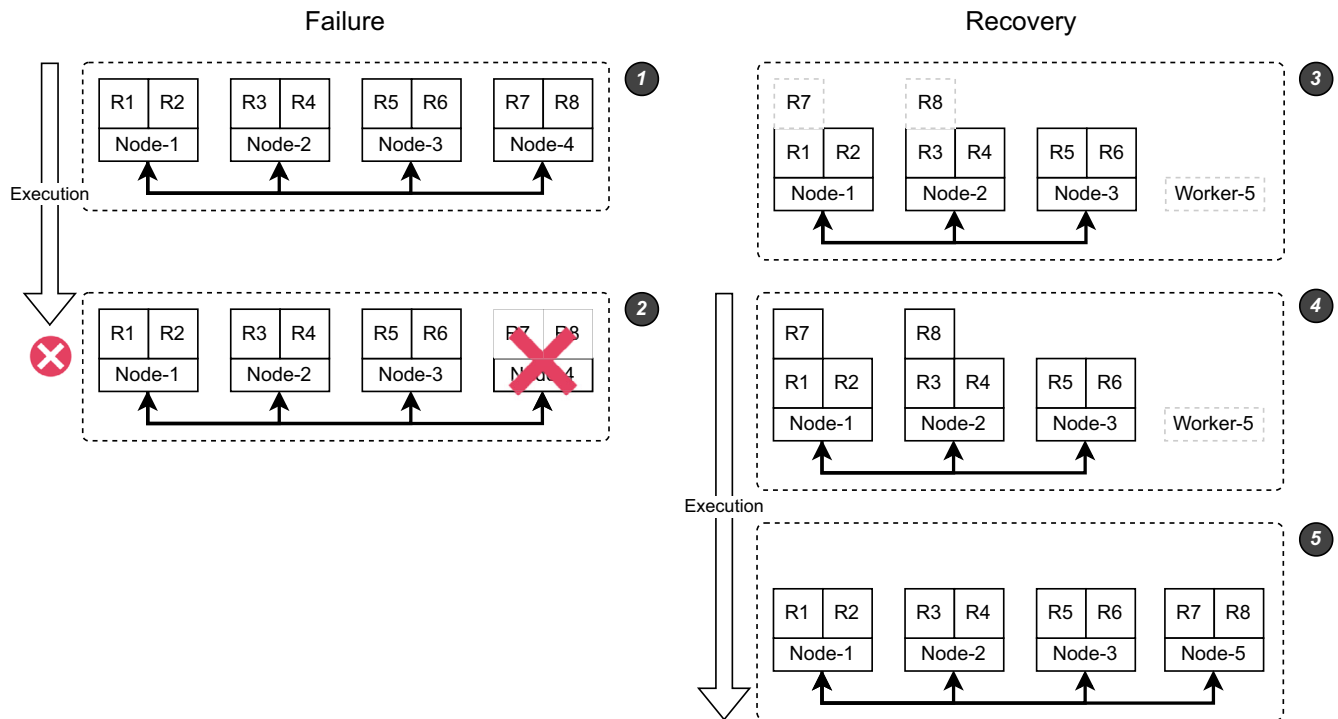 Failure
Recovery
Execution
1
R1 R2 R3 R4 R5 R6 R7 R8
Node-1 Node-2 Node-3 Node-4
2
R1 R2 R3 R4 R5 R6 R7 R8
Node-1 Node-2 Node-3 Node-4
3
R7 R8
R1 R2 R3 R4 R5 R6
Node-1 Node-2 Node-3 Worker-5
Execution
4
R7 R8
R1 R2 R3 R4 R5 R6
Node-1 Node-2 Node-3 Worker-5
5
R1 R2 R3 R4 R5 R6 R7 R8
Node-1 Node-2 Node-3 Node-5